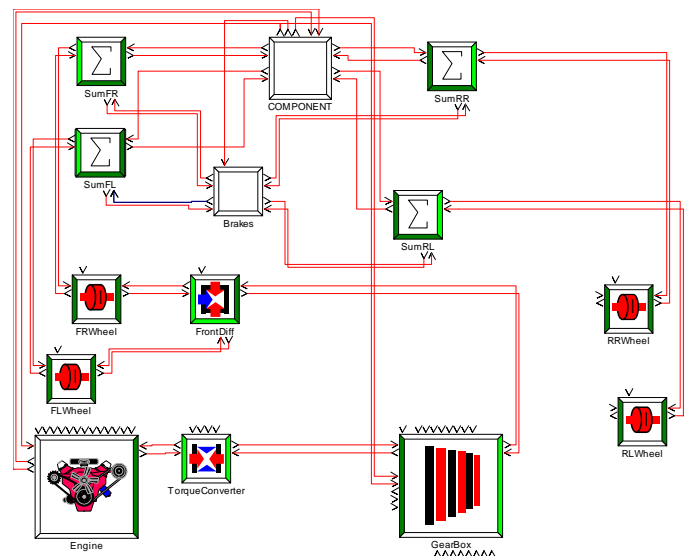 SumFR
COMPONENT
SumRR
SumFL
Brakes
SumRL
FRWheel
FrontDiff
RRWheel
FLWheel
RLWheel
TorqueConverter
Engine
GearBox